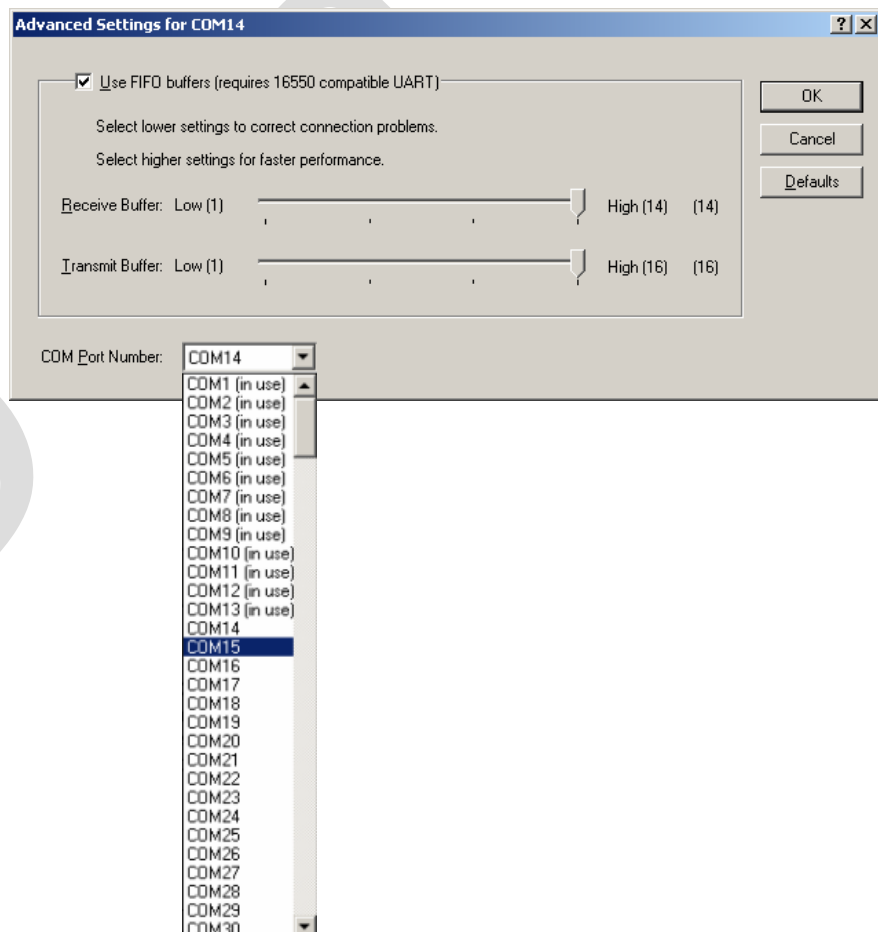 Advanced Settings for COM14
Use FIFO buffers (requires 16550 compatible UART)
OK
Select lower settings to correct connection problems.
Cancel
Select higher settings for faster performance.
Defaults
Receive Buffer: Low (1) High (14) (14)
Transmit Buffer: Low (1) High (16) (16)
COM Port Number: COM14
COM1 (in use)
COM2 (in use)
COM3 (in use)
COM4 (in use)
COM5 (in use)
COM6 (in use)
COM7 (in use)
COM8 (in use)
COM9 (in use)
COM10 (in use)
COM11 (in use)
COM12 (in use)
COM13 (in use)
COM14
COM15
COM16
COM17
COM18
COM19
COM20
COM21
COM22
COM23
COM24
COM25
COM26
COM27
COM28
COM29
COM30